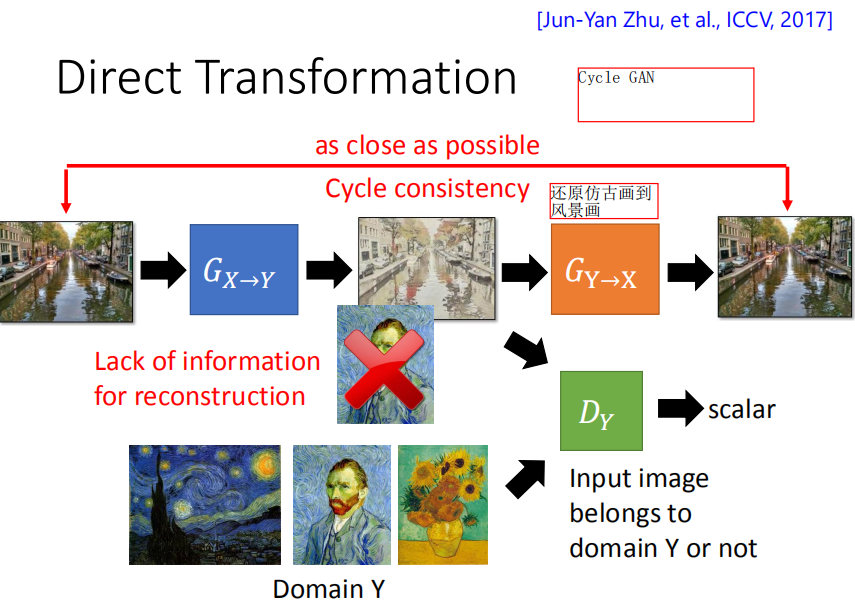 [Jun-Yan Zhu, et al., ICCV, 2017]
Direct Transformation
Cycle GAN
as close as possible
Cycle consistency
还原仿古画到
风景画
G_{X→Y}
G_{Y→X}
Lack of information
for reconstruction
D_Y
scalar
Input image
belongs to
domain Y or not
Domain Y